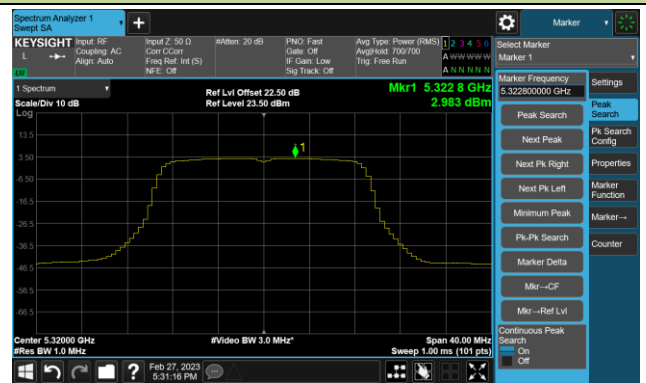 Spectrum Analyzer 1
Swept SA
Marker
KEYSIGHT
Input: RF
Coupling: AC
Align: Auto
Input Z: 50 Ω
Corr CCorr
Freq Ref: Int (S)
NFE: Off
#Atten: 20 dB
PNO: Fast
Gate: Off
IF Gain: Low
Sig Track: Off
Avg Type: Power (RMS)
Avg|Hold: 700/700
Trig: Free Run
1 2 3 4 5 6
A W W W W W
A N N N N N
L
Select Marker
Marker 1
1 Spectrum
Scale/Div 10 dB
Log
Ref Lvl Offset 22.50 dB
Ref Level 23.50 dBm
Mkr1 5.322 8 GHz
2.983 dBm
13.5
3.50
-6.50
-16.5
-26.5
-36.5
-46.5
-56.5
-66.5
1
Center 5.32000 GHz
#Res BW 1.0 MHz
#Video BW 3.0 MHz*
Span 40.00 MHz
Sweep 1.00 ms (101 pts)
Marker Frequency
5.322800000 GHz
Peak Search
Next Peak
Next Pk Right
Next Pk Left
Minimum Peak
Pk-Pk Search
Marker Delta
Mkr→CF
Mkr→Ref Lvl
Continuous Peak
Search
On
Off
Settings
Peak
Search
Pk Search
Config
Properties
Marker
Function
Marker→
Counter
Feb 27, 2023
5:31:16 PM